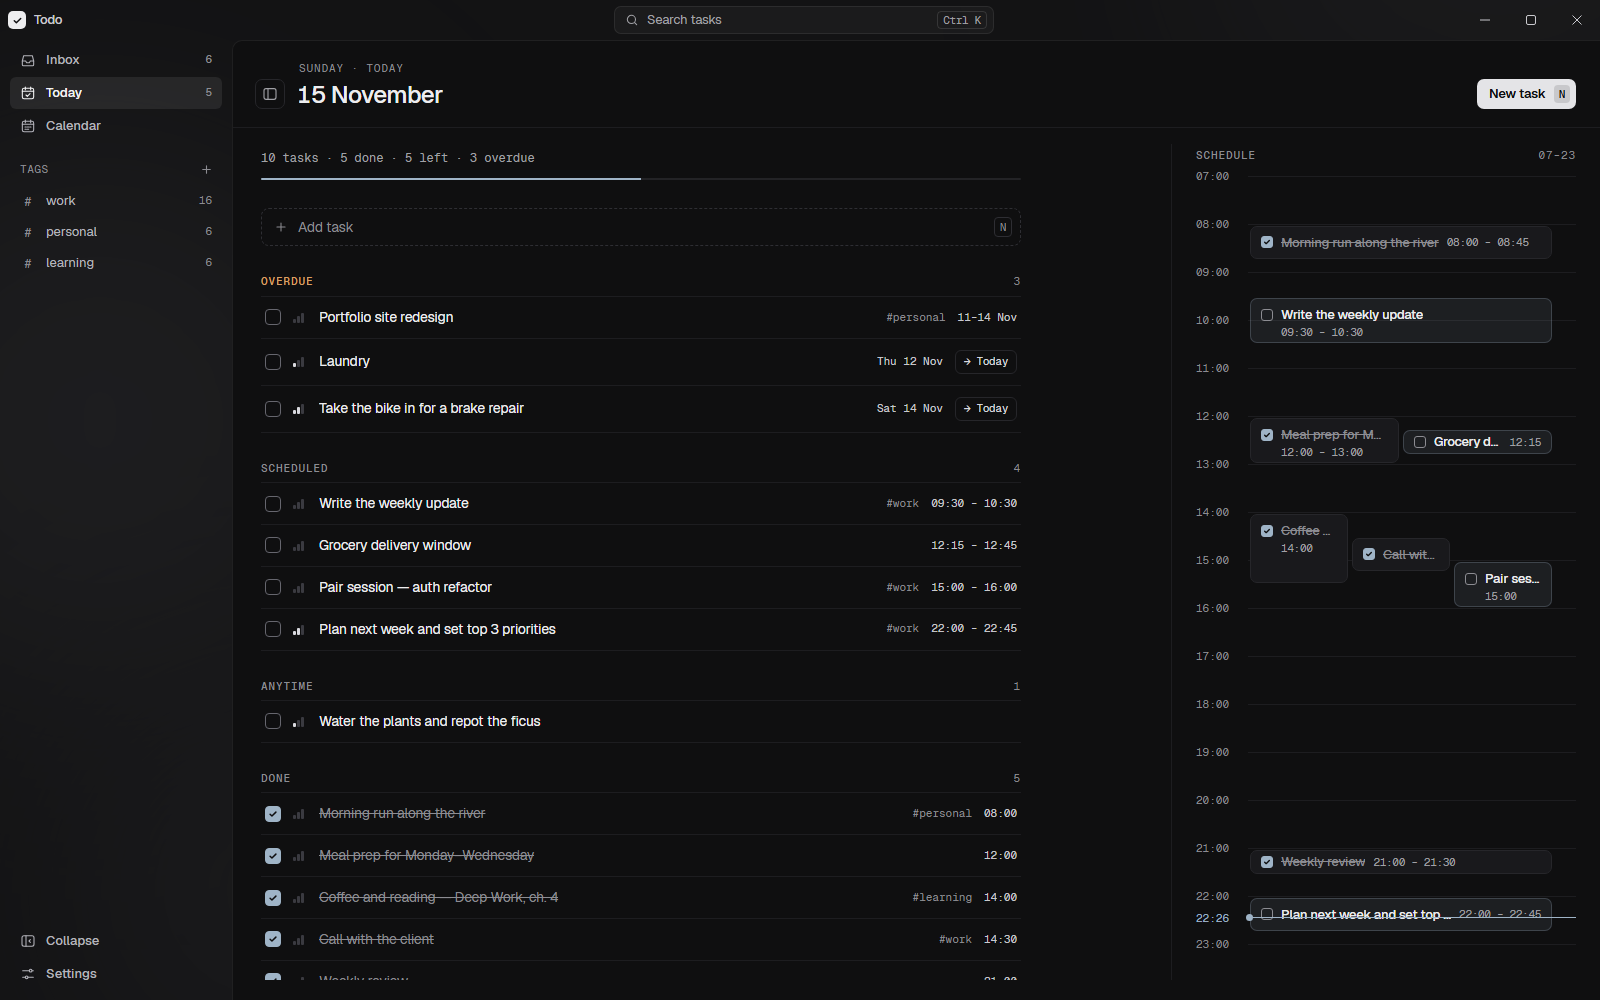 Todo
Search tasks
Ctrl K
Inbox 6
Today 5
Calendar
TAGS
# work 16
# personal 6
# learning 6
Collapse
Settings
SUNDAY · TODAY
15 November
New task N
10 tasks · 5 done · 5 left · 3 overdue
Add task N
OVERDUE 3
Portfolio site redesign #personal 11–14 Nov
Laundry Thu 12 Nov → Today
Take the bike in for a brake repair Sat 14 Nov → Today
SCHEDULED 4
Write the weekly update #work 09:30 – 10:30
Grocery delivery window 12:15 – 12:45
Pair session — auth refactor #work 15:00 – 16:00
Plan next week and set top 3 priorities #work 22:00 – 22:45
ANYTIME 1
Water the plants and repot the ficus
DONE 5
Morning run along the river #personal 08:00
Meal prep for Monday–Wednesday 12:00
Coffee and reading — Deep Work, ch. 4 #learning 14:00
Call with the client #work 14:30
Weekly review 21:00
SCHEDULE 07–23
07:00
08:00
Morning run along the river 08:00 – 08:45
09:00
Write the weekly update
10:00
09:30 – 10:30
11:00
12:00
Meal prep for M…
12:00 – 13:00
Grocery d… 12:15
13:00
14:00
Coffee …
14:00
Call wit…
15:00
Pair ses…
15:00
16:00
17:00
18:00
19:00
20:00
21:00
Weekly review 21:00 – 21:30
22:00
Plan next week and set top … 22:00 – 22:45
22:26
23:00